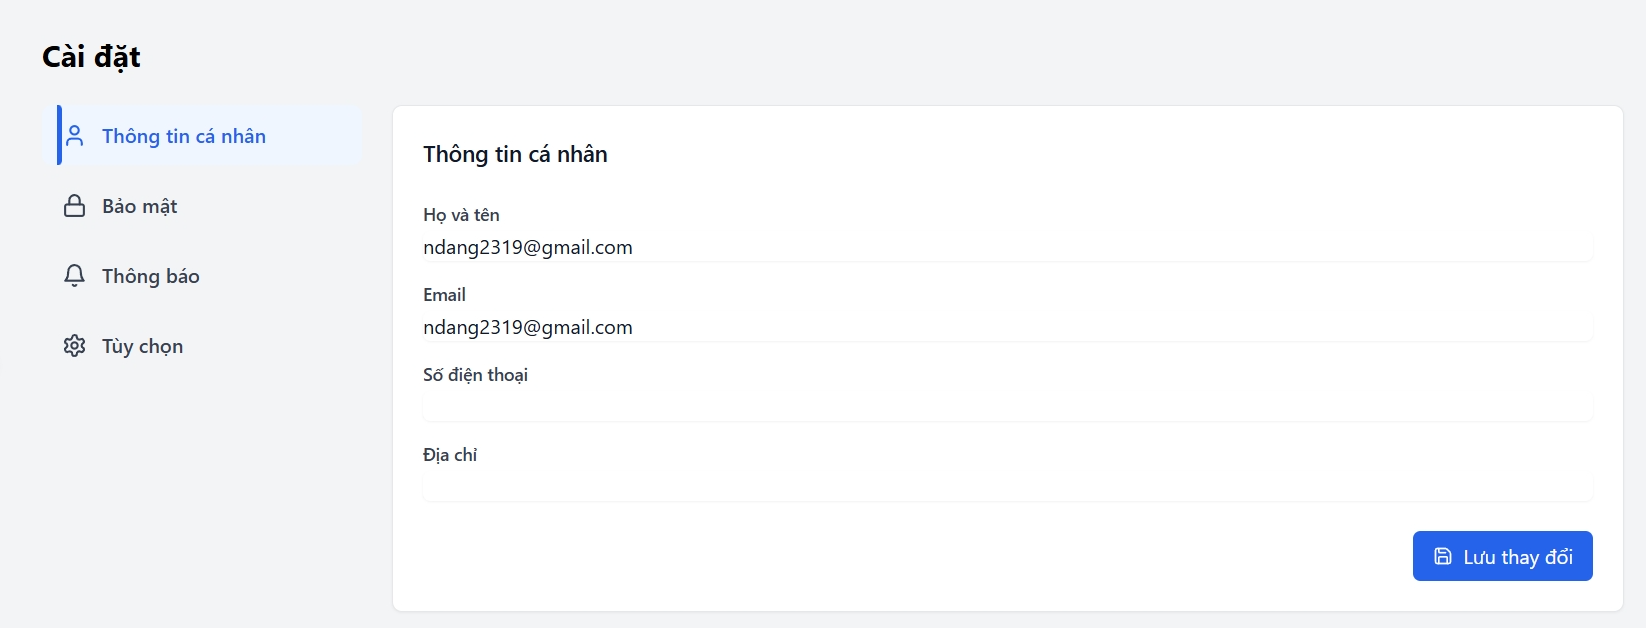 Cài đặt
Thông tin cá nhân
Bảo mật
Thông báo
Tùy chọn
Thông tin cá nhân
Họ và tên
ndang2319@gmail.com
Email
ndang2319@gmail.com
Số điện thoại
Địa chỉ
Lưu thay đổi